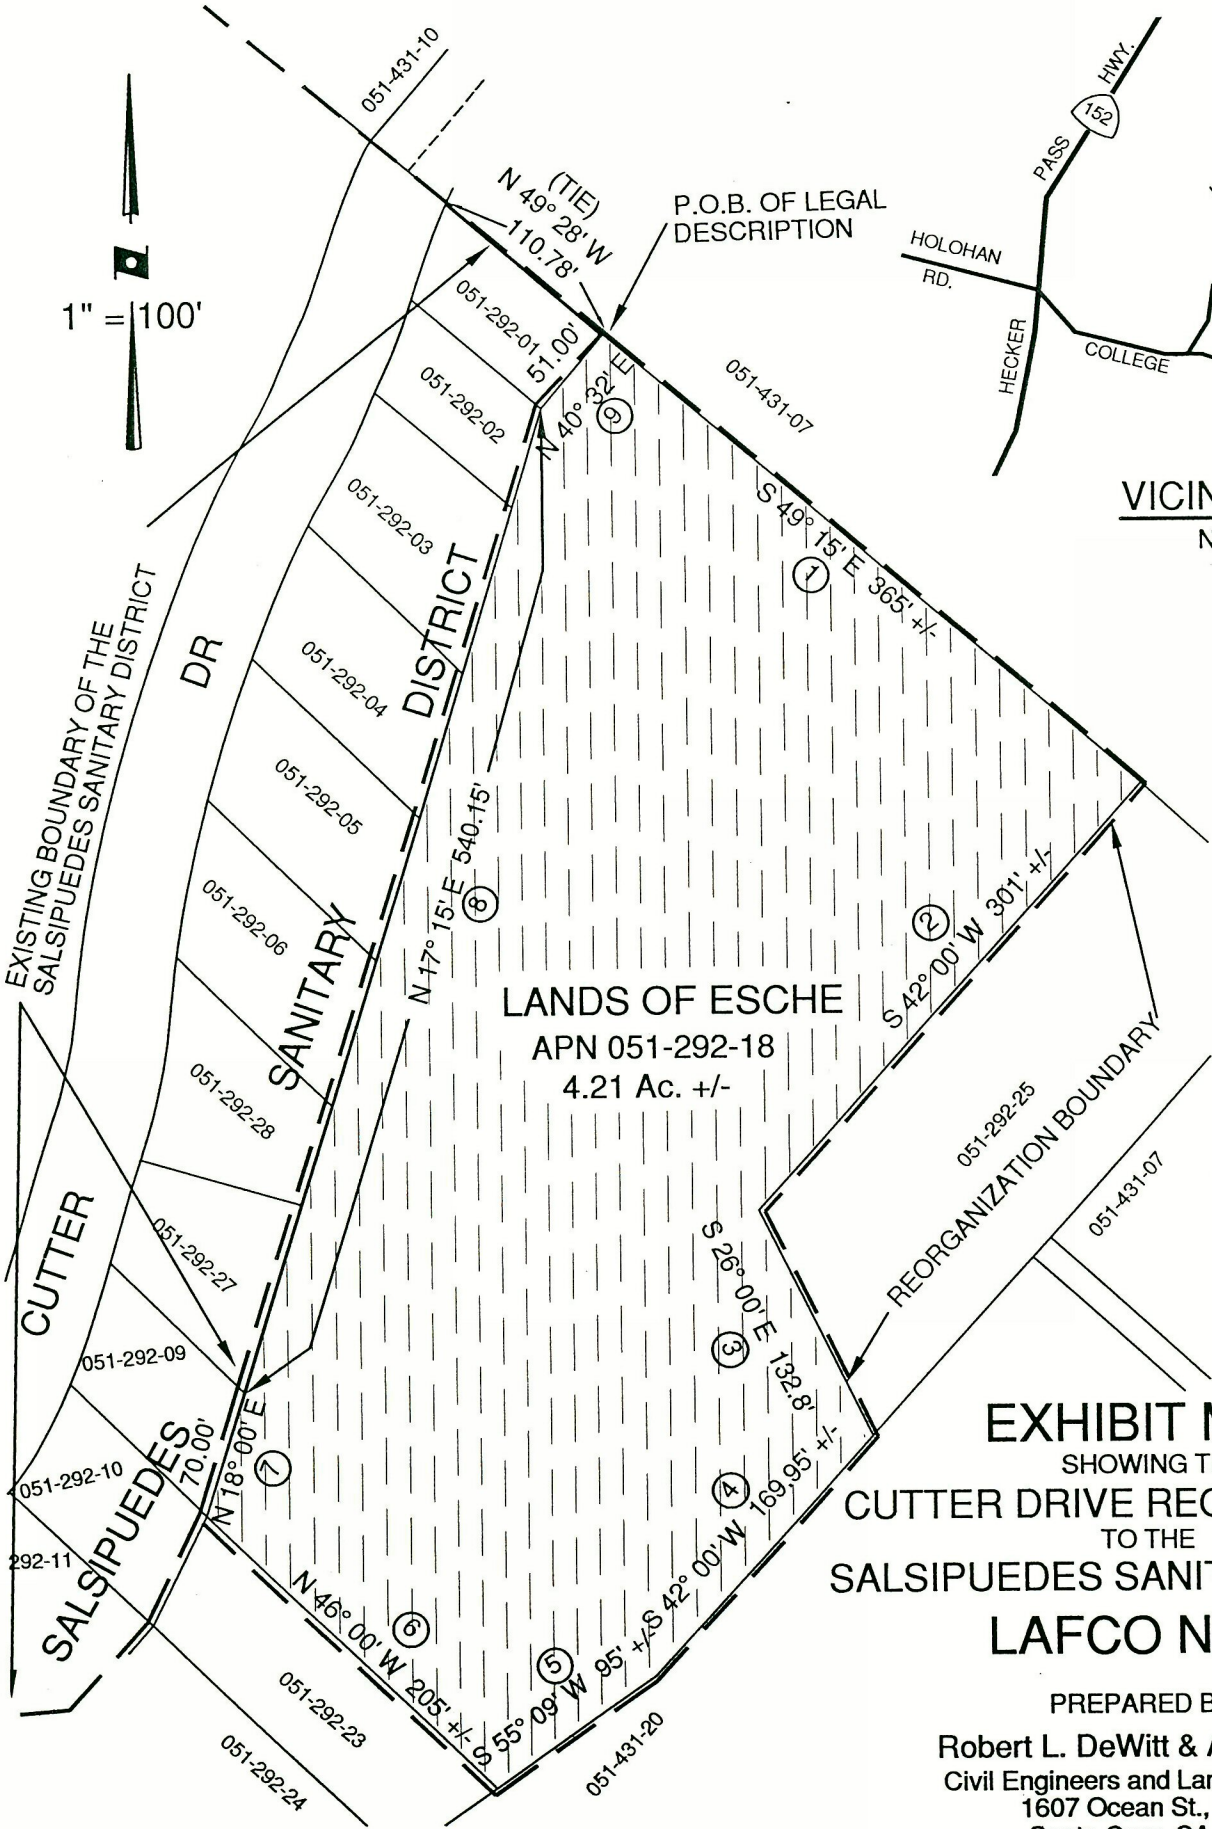 051-431-10
1" = 100'
(TIE)
N 49° 28' W
110.78'
P.O.B. OF LEGAL
DESCRIPTION
HWY.
152
PASS
HOLOHAN
RD.
HECKER
COLLEGE
VICIN
N
051-292-01
51.00'
N 40° 32' E
9
051-292-02
051-431-07
S 49° 15' E 365' +/-
1
051-292-03
DISTRICT
EXISTING BOUNDARY OF THE
SALSIPUEDES SANITARY DISTRICT
DR
051-292-04
051-292-05
N 17° 15' E 540.15'
8
2
S 42° 00' W 301' +/-
051-292-06
SANITARY
LANDS OF ESCHE
APN 051-292-18
4.21 Ac. +/-
051-292-28
051-292-25
REORGANIZATION BOUNDARY
051-431-07
CUTTER
051-292-27
S 26° 00' E 132.8'
3
051-292-09
70.00'
N 18° 00' E
7
051-292-10
SALSIPUEDES
292-11
4
S 42° 00' W 169.95' +/-
N 46° 00' W 205' +/-
6
5
S 55° 09' W 95' +/-
051-292-23
051-292-24
051-431-20
EXHIBIT
SHOWING T
CUTTER DRIVE REO
TO THE
SALSIPUEDES SANIT
LAFCO N
PREPARED B
Robert L. DeWitt & A
Civil Engineers and Lan
1607 Ocean St.,